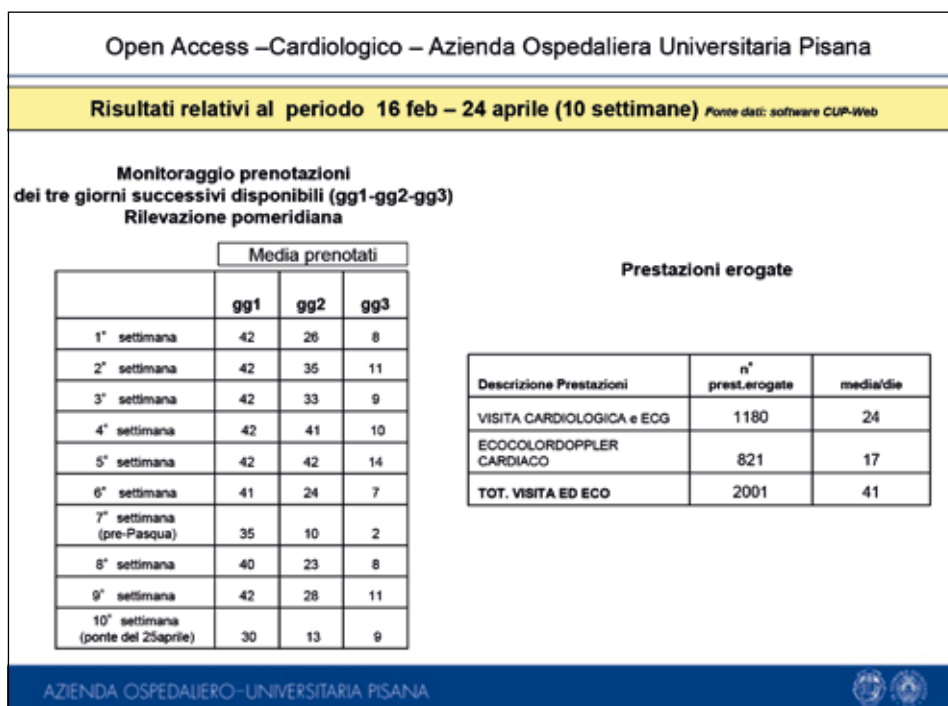 Open Access –Cardiologico – Azienda Ospedaliera Universitaria Pisana
Risultati relativi al periodo 16 feb – 24 aprile (10 settimane) Fonte dati: software CUP-Web
Monitoraggio prenotazioni
dei tre giorni successivi disponibili (gg1-gg2-gg3)
Rilevazione pomeridiana
Media prenotati
gg1 gg2 gg3
1° settimana 42 26 8
2° settimana 42 35 11
3° settimana 42 33 9
4° settimana 42 41 10
5° settimana 42 42 14
6° settimana 41 24 7
7° settimana
(pre-Pasqua) 35 10 2
8° settimana 40 23 8
9° settimana 42 28 11
10° settimana
(ponte del 25aprile) 30 13 9
Prestazioni erogate
Descrizione Prestazioni n° prest.erogate media/die
VISITA CARDIOLOGICA e ECG 1180 24
ECOCOLORDOPPLER
CARDIACO 821 17
TOT. VISITA ED ECO 2001 41
AZIENDA OSPEDALIERO-UNIVERSITARIA PISANA